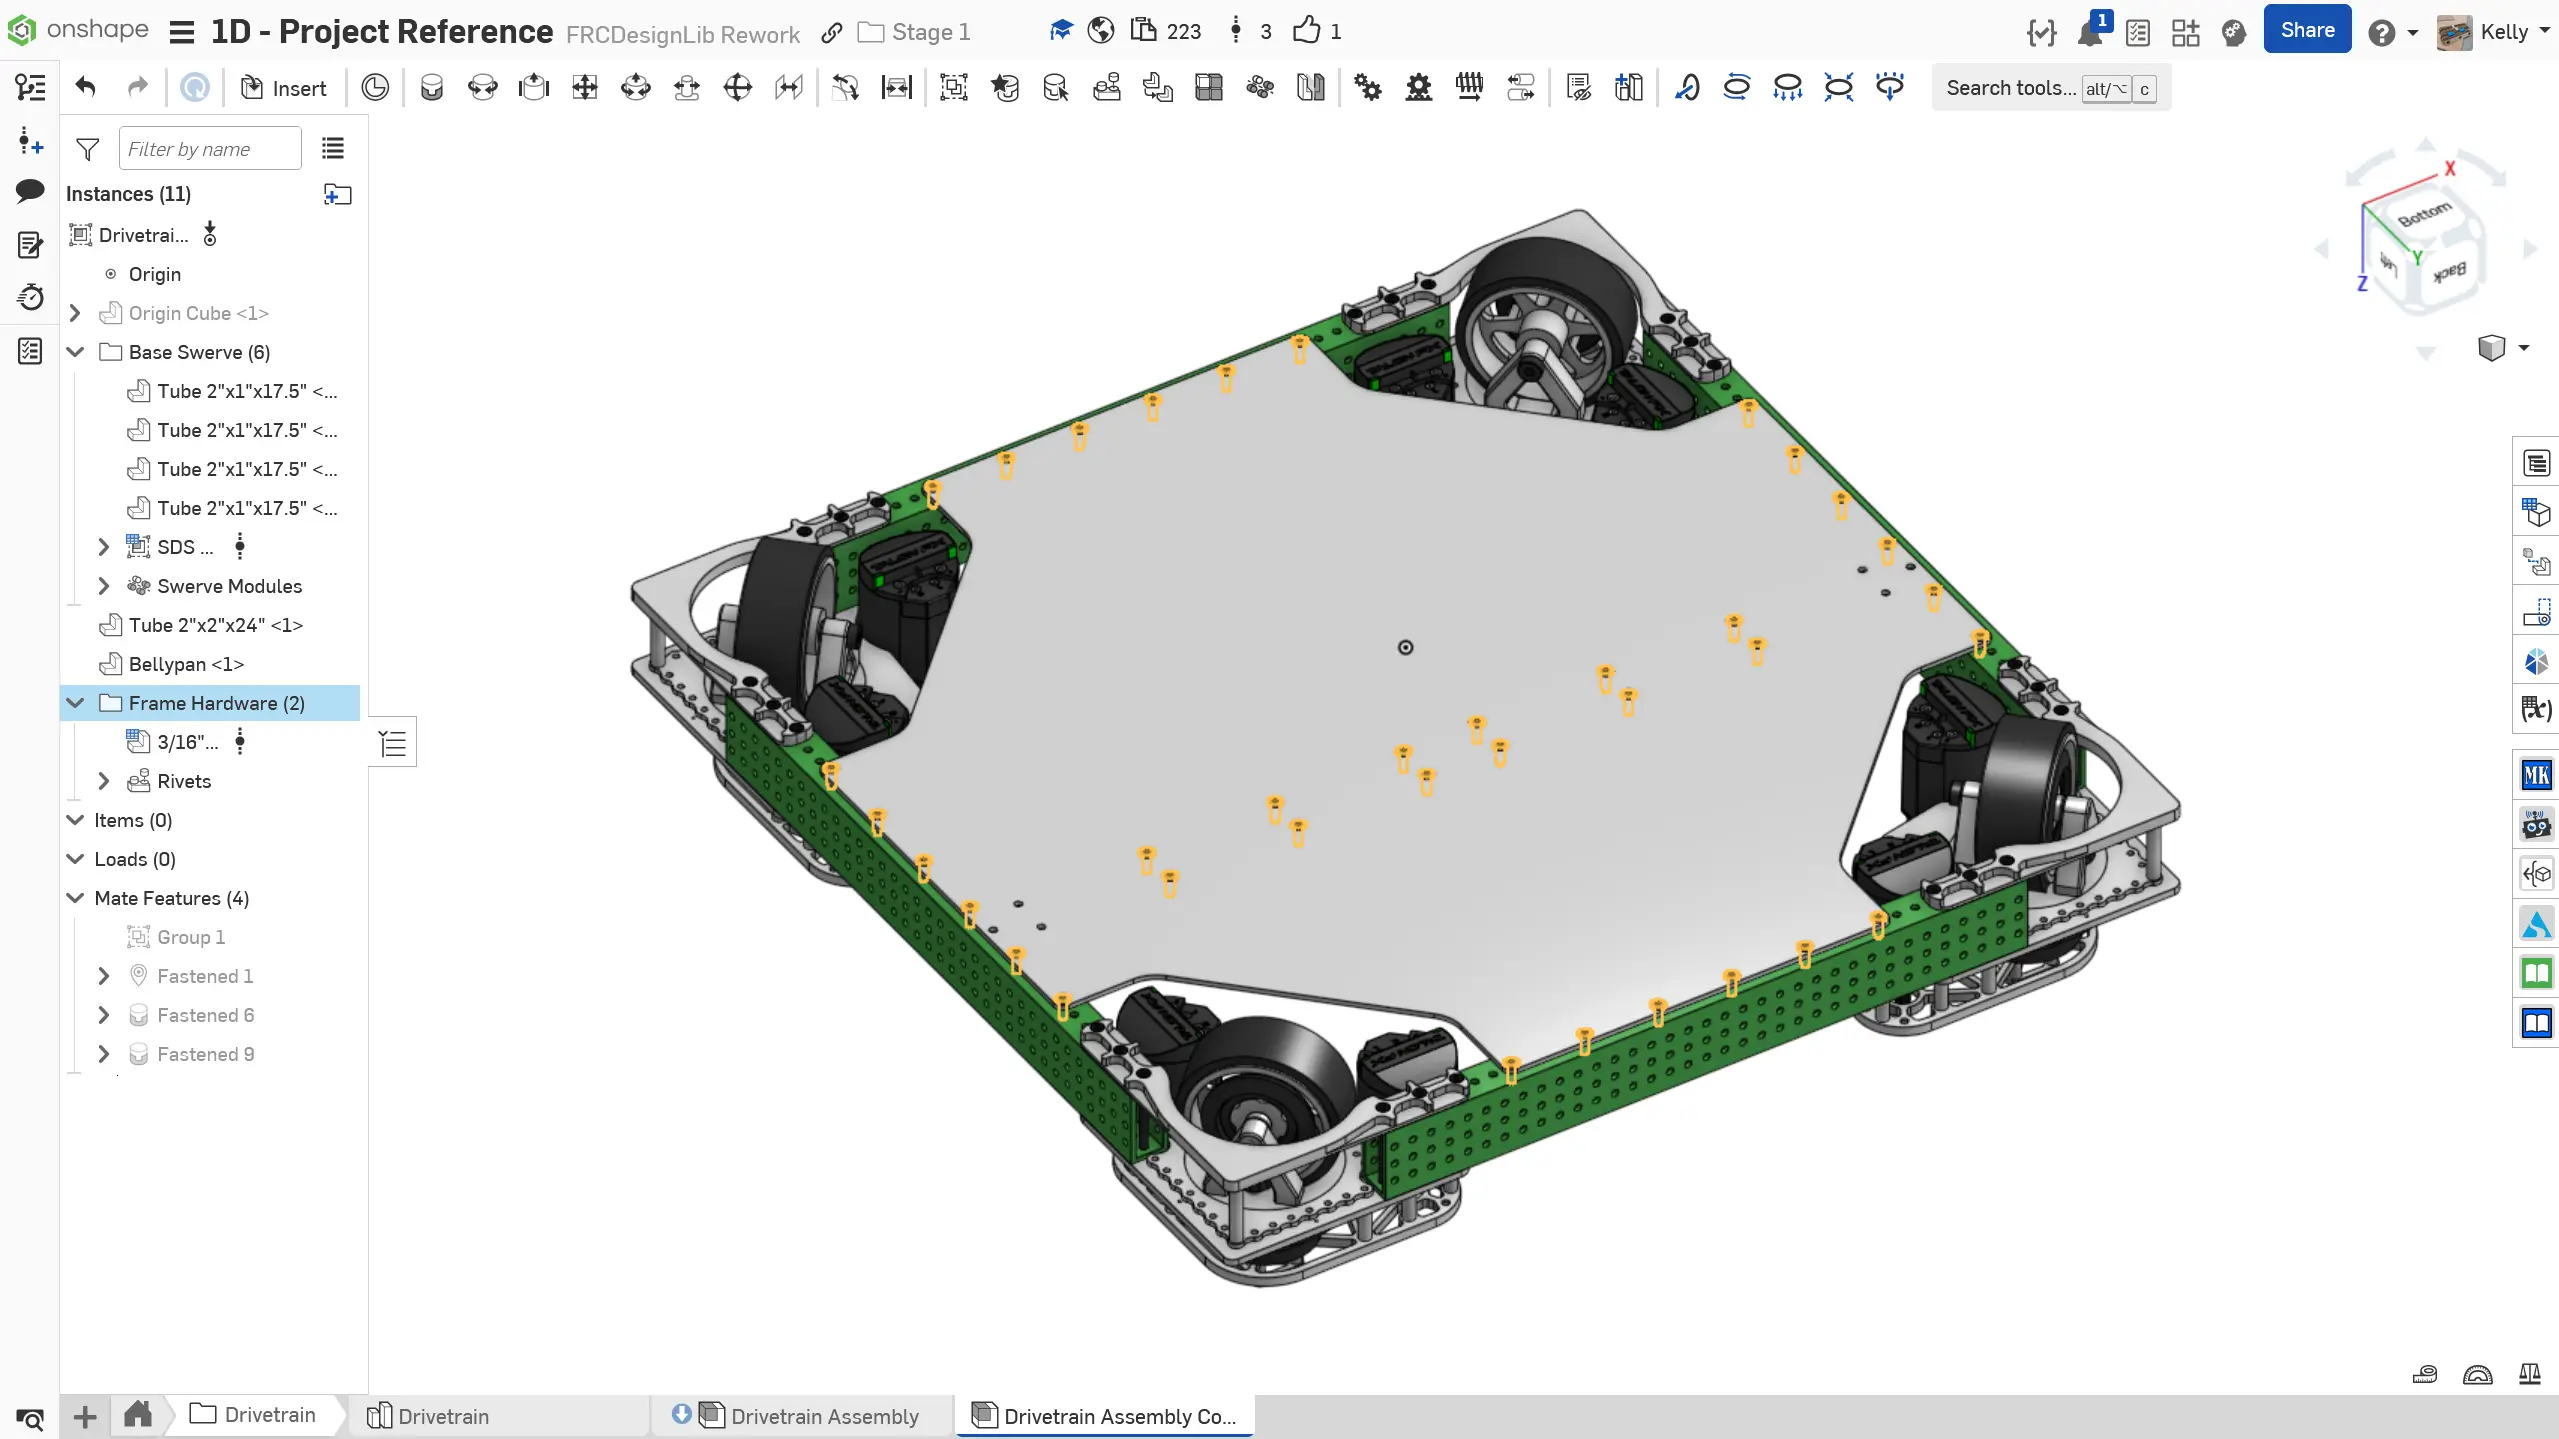 onshape 1D - Project Reference FRCDesignLib Rework Stage 1 223 3 1 1 Share Kelly
Insert Search tools... alt/⌥ c
Filter by name
Instances (11)
Drivetrai...
Origin
Origin Cube <1>
Base Swerve (6)
Tube 2"x1"x17.5" <...
Tube 2"x1"x17.5" <...
Tube 2"x1"x17.5" <...
Tube 2"x1"x17.5" <...
SDS ...
Swerve Modules
Tube 2"x2"x24" <1>
Bellypan <1>
Frame Hardware (2)
3/16"...
Rivets
Items (0)
Loads (0)
Mate Features (4)
Group 1
Fastened 1
Fastened 6
Fastened 9
X
Bottom
Y
Left
Back
Z
(x)
MK
Drivetrain Drivetrain Drivetrain Assembly Drivetrain Assembly Co...